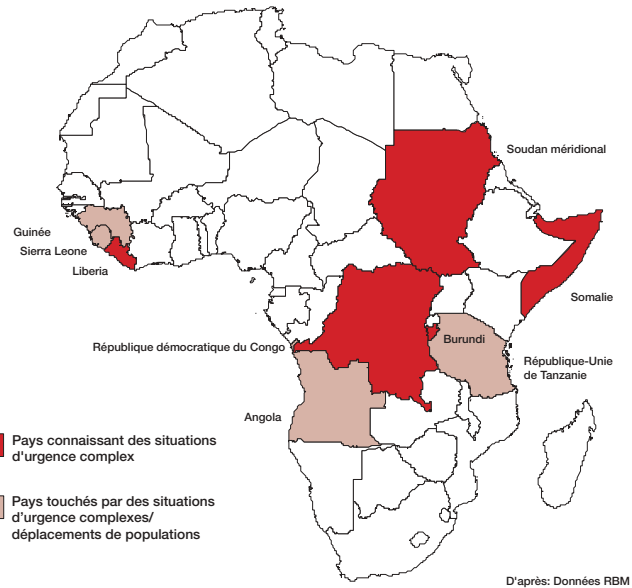 Soudan méridional
Guinée
Sierra Leone
Liberia
Somalie
République démocratique du Congo
Burundi
République-Unie
de Tanzanie
Angola
Pays connaissant des situations
d'urgence complex
Pays touchés par des situations
d'urgence complexes/
déplacements de populations
D'après: Données RBM